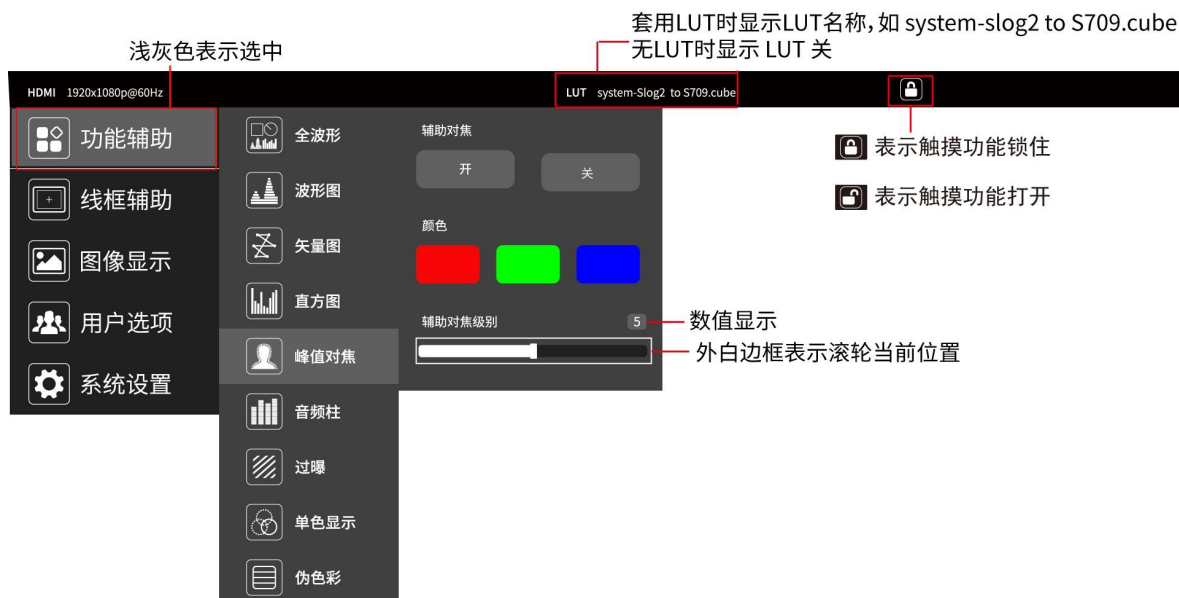 套用LUT时显示LUT名称，如 system-slog2 to S709.cube
无LUT时显示 LUT 关
浅灰色表示选中
HDMI 1920x1080p@60Hz
LUT system-Slog2 to S709.cube
功能辅助
线框辅助
图像显示
用户选项
系统设置
全波形
波形图
矢量图
直方图
峰值对焦
音频柱
过曝
单色显示
伪色彩
辅助对焦
开
关
颜色
辅助对焦级别
5
数值显示
外白边框表示滚轮当前位置
表示触摸功能锁住
表示触摸功能打开